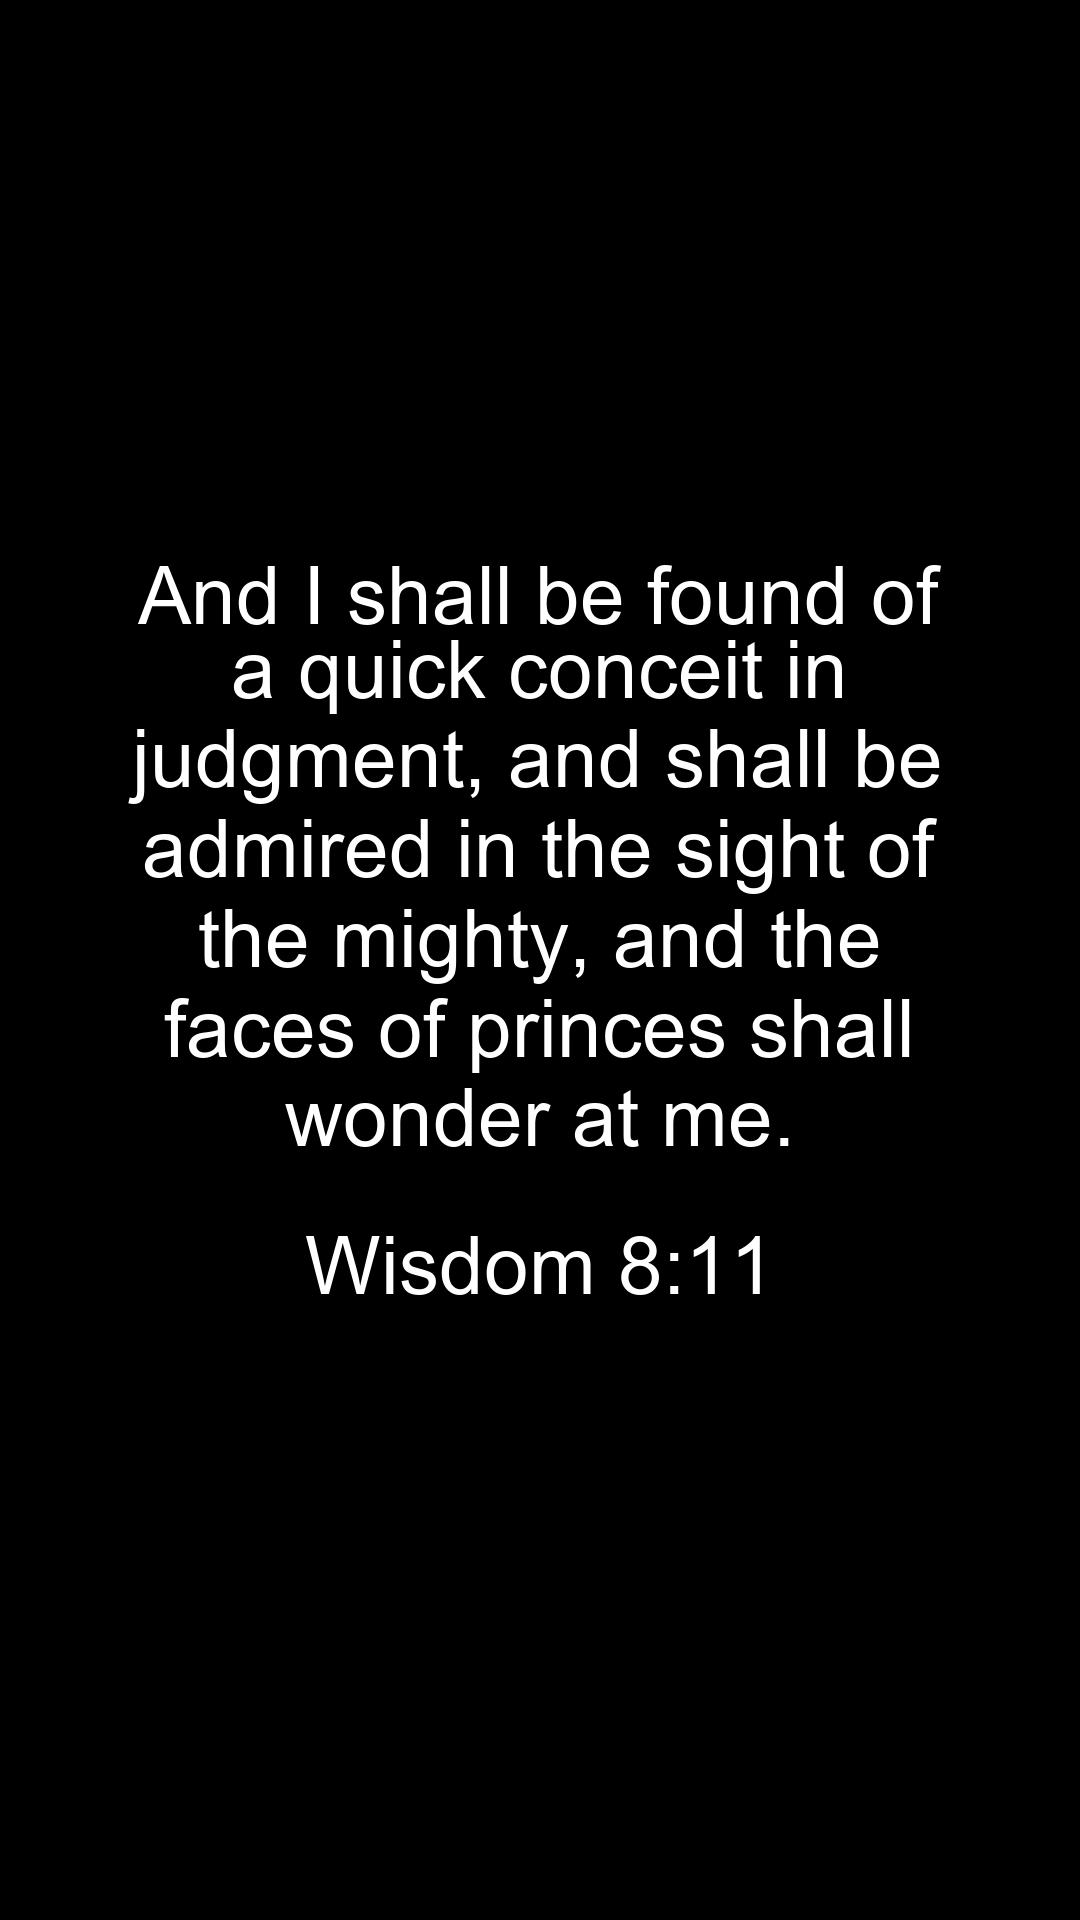 And I shall be found of
a quick conceit in
judgment, and shall be
admired in the sight of
the mighty, and the
faces of princes shall
wonder at me.
Wisdom 8:11